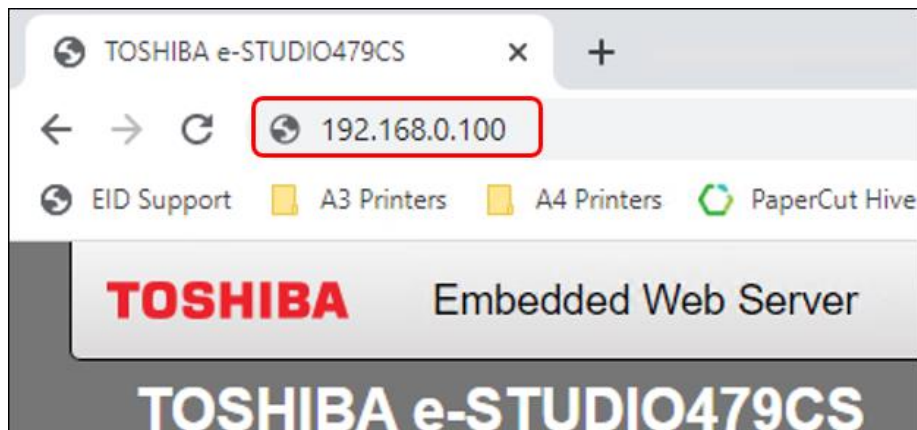 TOSHIBA e-STUDIO479CS
192.168.0.100
EID Support A3 Printers A4 Printers PaperCut Hive
TOSHIBA Embedded Web Server
TOSHIBA e-STUDIO479CS